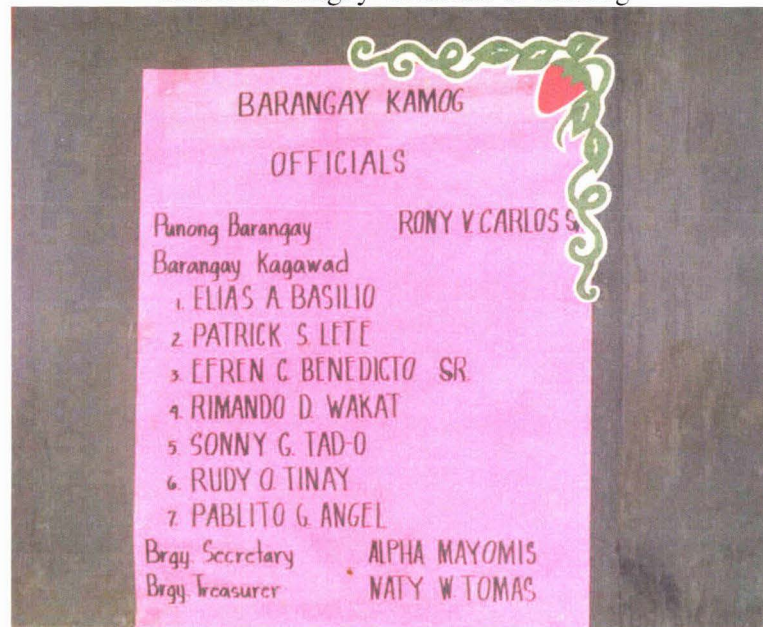 BARANGAY KAMOG
OFFICIALS
Punong Barangay RONY V. CARLOS S
Barangay Kagawad
1. ELIAS A. BASILIO
2. PATRICK S. LETE
3. EFREN C. BENEDICTO SR.
4. RIMANDO D. WAKAT
5. SONNY G. TAD-O
6. RUDY O. TINAY
7. PABLITO G. ANGEL
Brgy. Secretary ALPHA MAYOMIS
Brgy. Treasurer NATY W. TOMAS